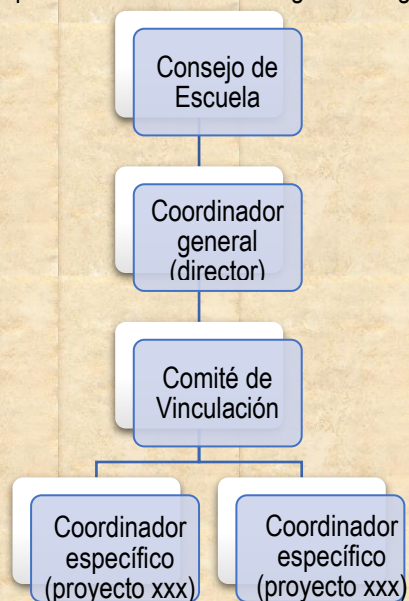 Consejo de
Escuela
Coordinador
general
(director)
Comité de
Vinculación
Coordinador
específico
(proyecto xxx)
Coordinador
específico
(proyecto xxx)